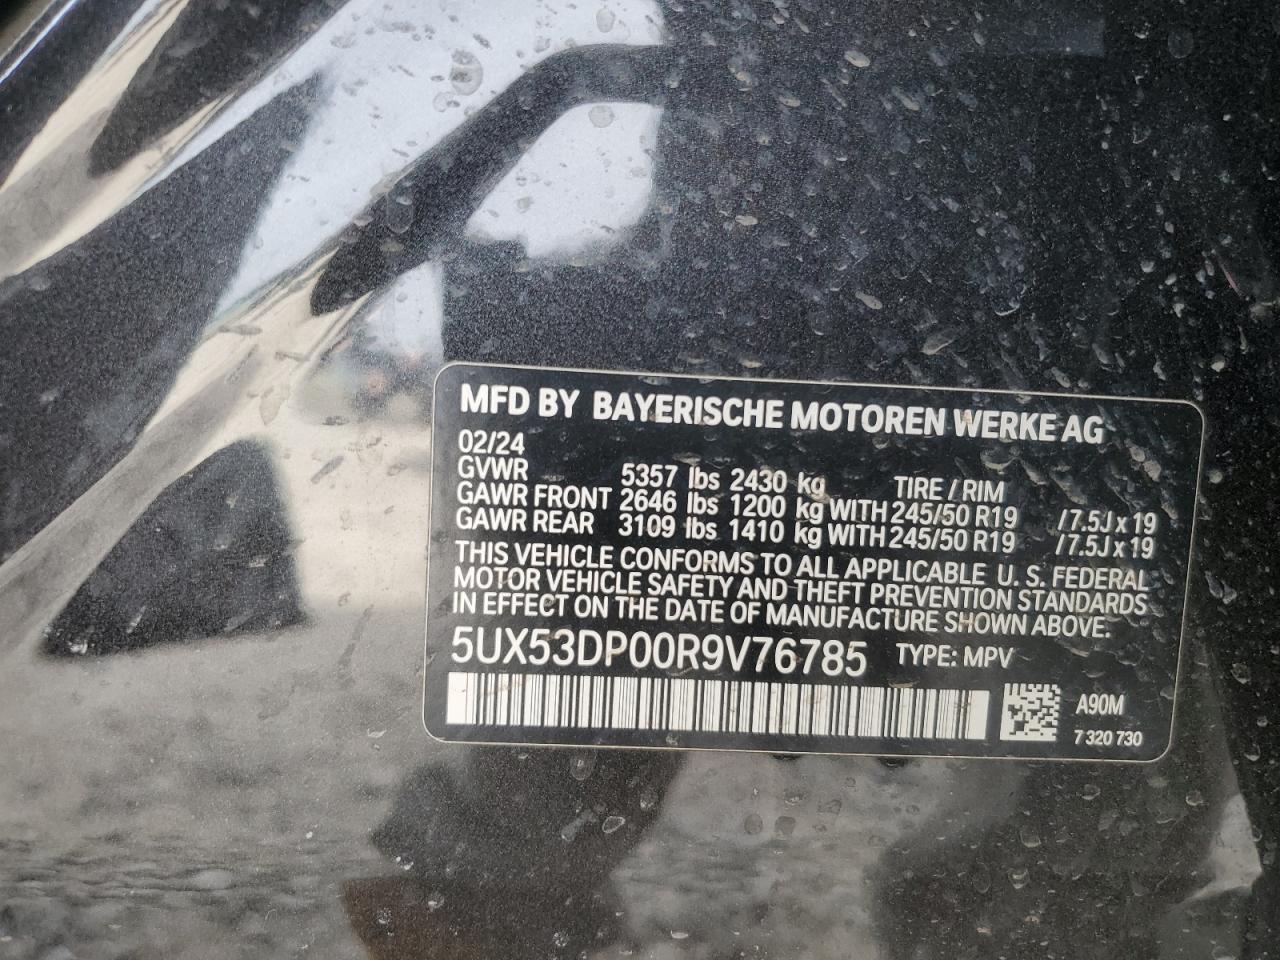 MFD BY BAYERISCHE MOTOREN WERKE AG
02/24
GVWR 5357 lbs 2430 kg TIRE / RIM
GAWR FRONT 2646 lbs 1200 kg WITH 245/50 R19 /7.5J x 19
GAWR REAR 3109 lbs 1410 kg WITH 245/50 R19 /7.5J x 19
THIS VEHICLE CONFORMS TO ALL APPLICABLE U. S. FEDERAL
MOTOR VEHICLE SAFETY AND THEFT PREVENTION STANDARDS
IN EFFECT ON THE DATE OF MANUFACTURE SHOWN ABOVE.
5UX53DP00R9V76785 TYPE: MPV
A90M
7 320 730